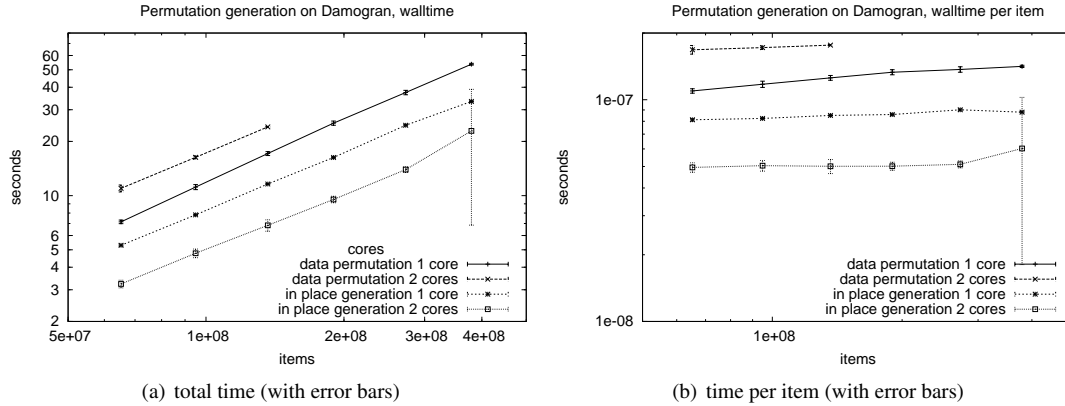 Permutation generation on Damogran, walltime
60
50
40
30
20
10
6
5
4
3
2
seconds
5e+07
1e+08
2e+08
3e+08
4e+08
items
cores
data permutation 1 core
data permutation 2 cores
in place generation 1 core
in place generation 2 cores
(a) total time (with error bars)
Permutation generation on Damogran, walltime per item
1e-07
1e-08
seconds
1e+08
items
data permutation 1 core
data permutation 2 cores
in place generation 1 core
in place generation 2 cores
(b) time per item (with error bars)